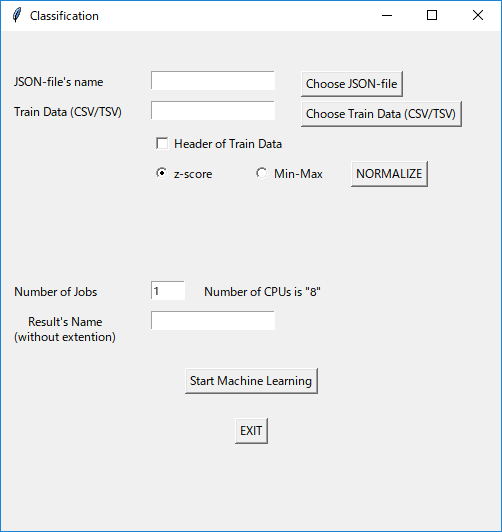 Classification
JSON-file's name
Choose JSON-file
Train Data (CSV/TSV)
Choose Train Data (CSV/TSV)
Header of Train Data
z-score
Min-Max
NORMALIZE
Number of Jobs
1
Number of CPUs is "8"
Result's Name
(without extention)
Start Machine Learning
EXIT